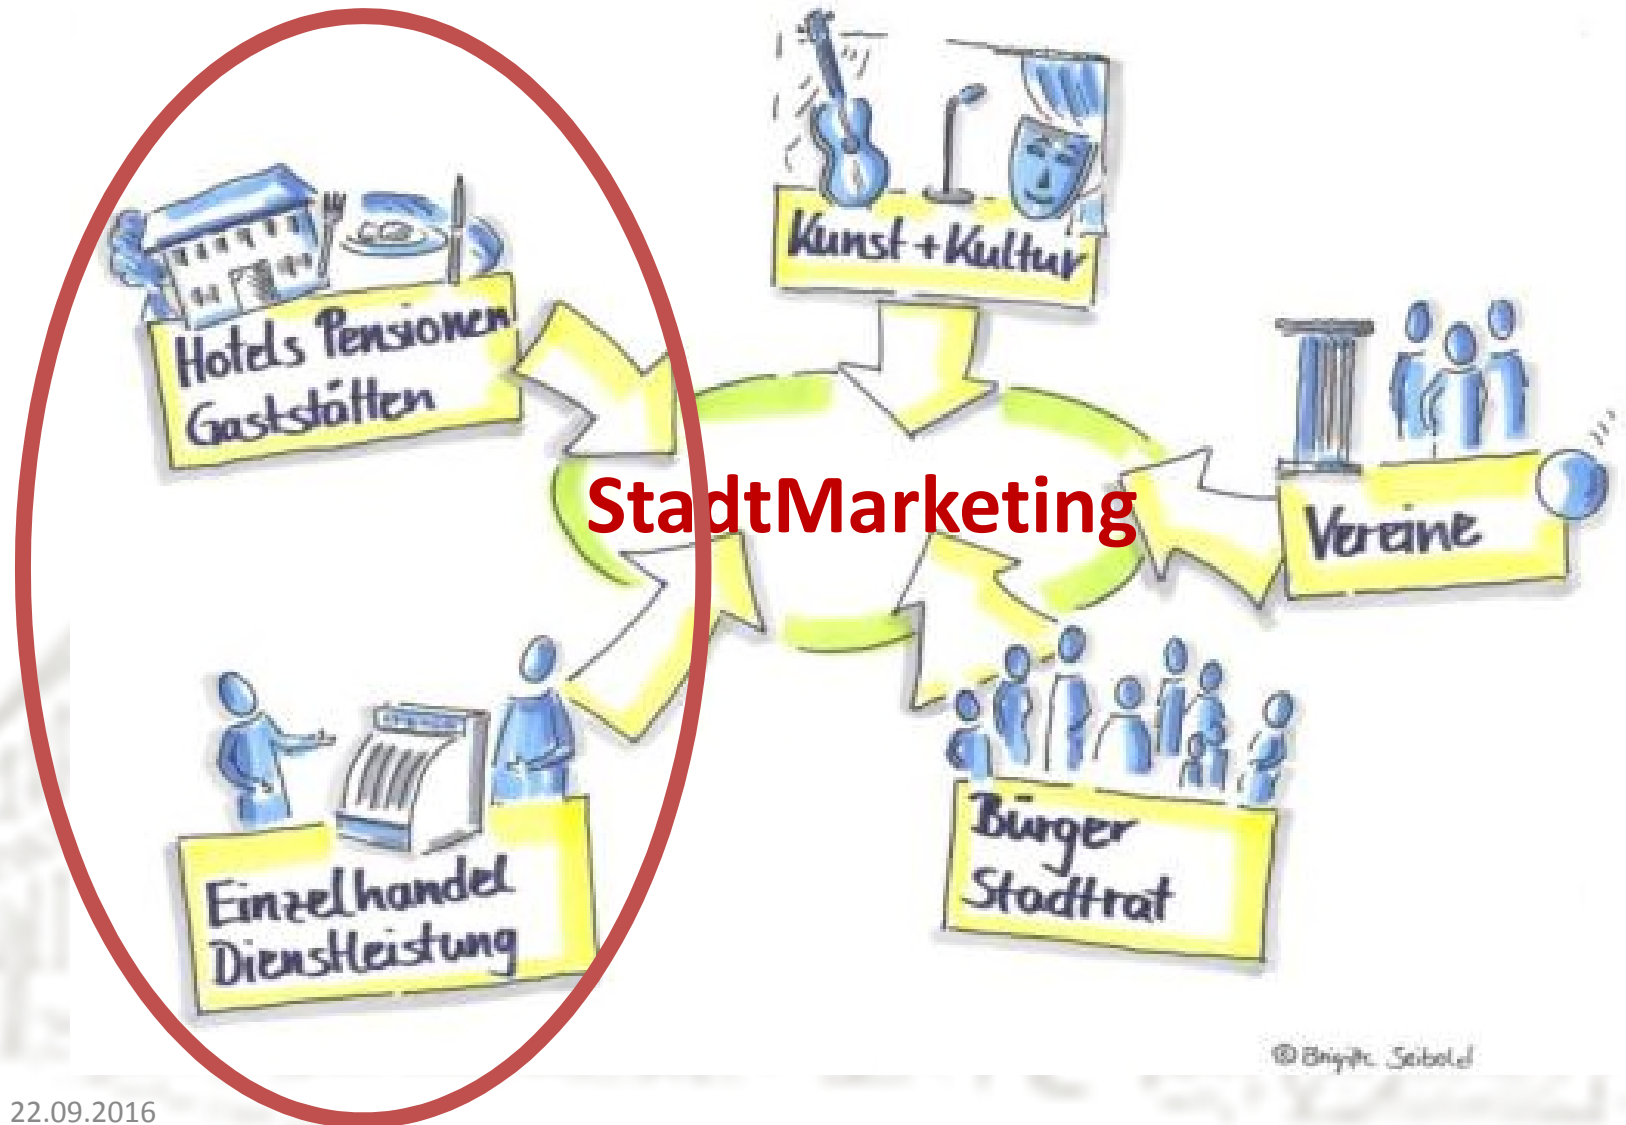 Kunst + Kultur
Hotels Pensionen
Gaststätten
StadtMarketing
Vereine
Bürger
Stadtrat
Einzelhandel
Dienstleistung
© Brigitte Seibold
22.09.2016